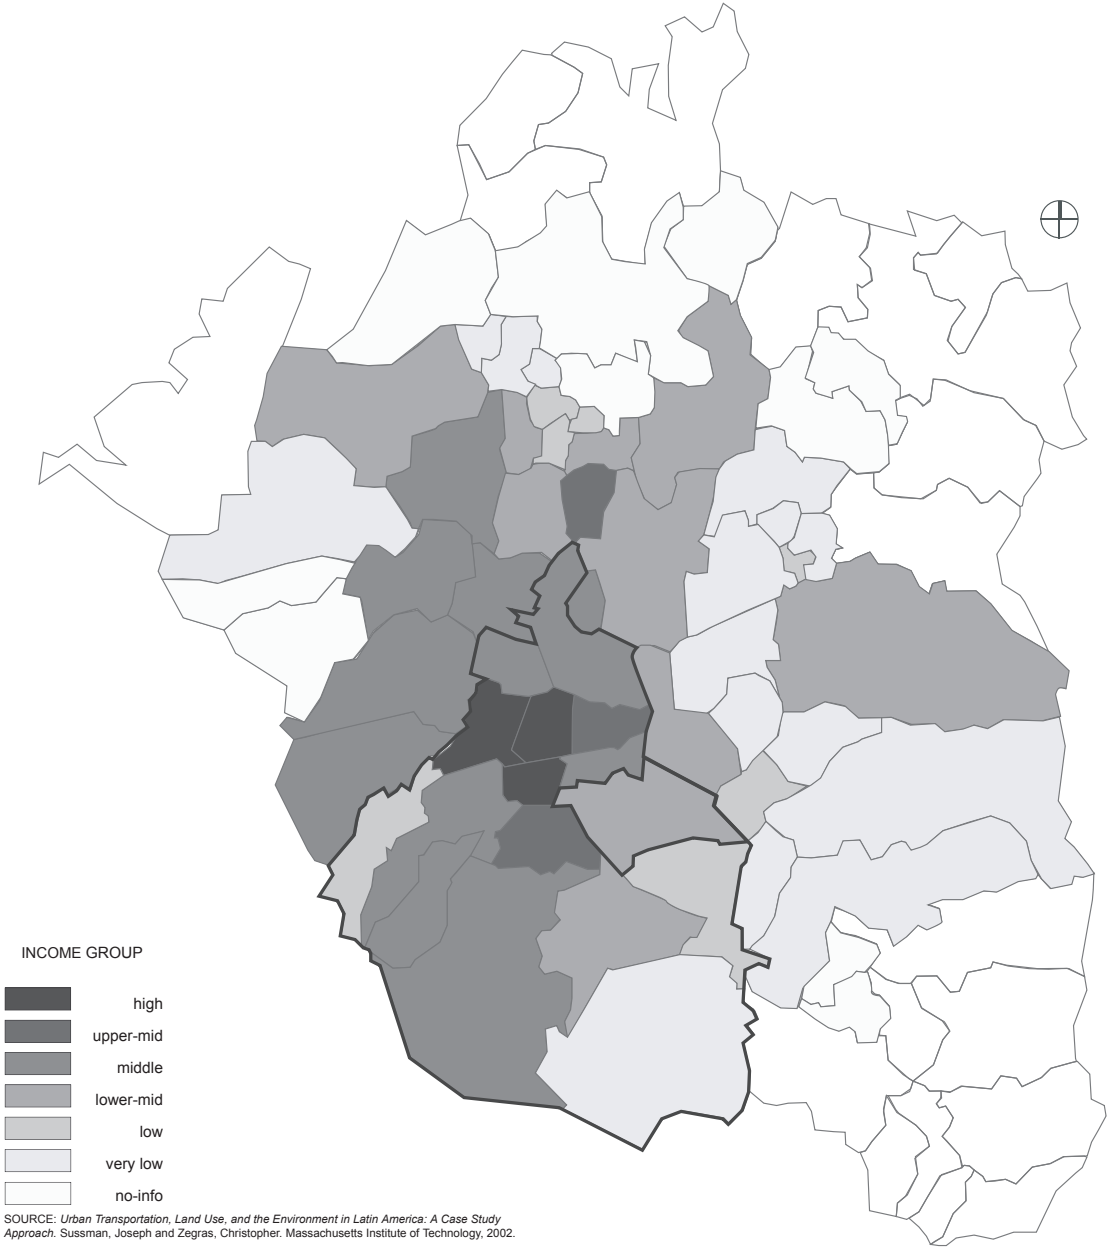 INCOME GROUP
high
upper-mid
middle
lower-mid
low
very low
no-info
SOURCE: Urban Transportation, Land Use, and the Environment in Latin America: A Case Study
Approach. Sussman, Joseph and Zegras, Christopher. Massachusetts Institute of Technology, 2002.